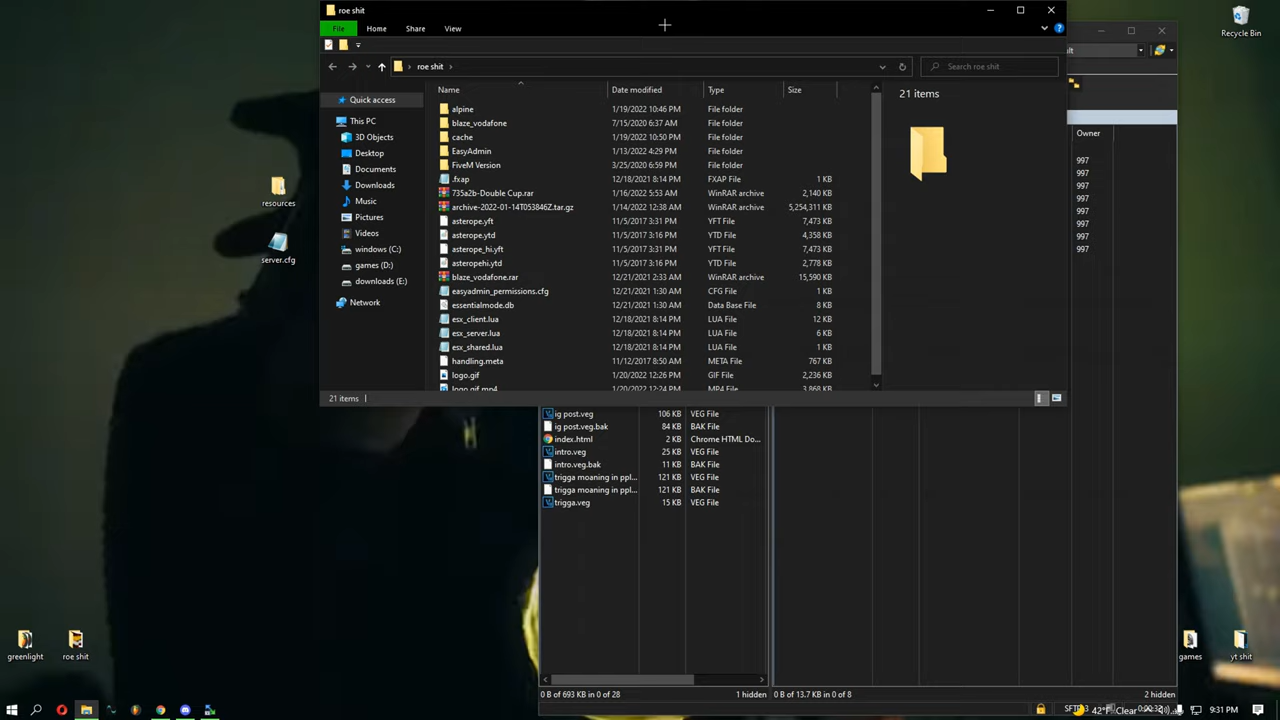 roe shit
File Home Share View
roe shit
Search roe shit
Recycle Bin
Name Date modified Type Size
21 items
Quick access
This PC
3D Objects
Desktop
Documents
Downloads
Music
Pictures
Videos
windows (C:)
games (D:)
downloads (E:)
Network
alpine 1/19/2022 10:46 PM File folder
blaze_vodafone 7/15/2020 6:37 AM File folder
cache 1/19/2022 10:50 PM File folder
EasyAdmin 1/13/2022 4:29 PM File folder
FiveM Version 3/25/2020 6:59 PM File folder
.fxap 12/18/2021 8:14 PM FXAP File 1 KB
735a2b-Double Cup.rar 1/16/2022 5:53 AM WinRAR archive 2,140 KB
archive-2022-01-14T053846Z.tar.gz 1/14/2022 12:38 AM WinRAR archive 5,254,311 KB
asterope.yft 11/5/2017 3:31 PM YFT File 7,473 KB
asterope.ytd 11/5/2017 3:16 PM YTD File 4,358 KB
asterope_hi.yft 11/5/2017 3:31 PM YFT File 7,473 KB
asteropehi.ytd 11/5/2017 3:16 PM YTD File 2,778 KB
blaze_vodafone.rar 12/21/2021 2:33 AM WinRAR archive 15,590 KB
easyadmin_permissions.cfg 12/21/2021 1:30 AM CFG File 1 KB
essentialmode.db 12/21/2021 1:30 AM Data Base File 8 KB
esx_client.lua 12/18/2021 8:14 PM LUA File 12 KB
esx_server.lua 12/18/2021 8:14 PM LUA File 6 KB
esx_shared.lua 12/18/2021 8:14 PM LUA File 1 KB
handling.meta 11/12/2017 8:50 AM META File 767 KB
logo.gif 1/20/2022 12:26 PM GIF File 2,236 KB
logo.gif.mp4 1/20/2022 12:24 PM MP4 File 3,868 KB
21 items
Owner
997
997
997
997
997
997
997
997
resources
server.cfg
ig post.veg 106 KB VEG File
ig post.veg.bak 84 KB BAK File
index.html 2 KB Chrome HTML Do...
intro.veg 25 KB VEG File
intro.veg.bak 11 KB BAK File
trigga moaning in ppl... 121 KB VEG File
trigga moaning in ppl... 121 KB BAK File
trigga.veg 15 KB VEG File
greenlight
roe shit
games
yt shit
0 B of 693 KB in 0 of 28 1 hidden 0 B of 13.7 KB in 0 of 8 2 hidden
42°F Clear 9:31 PM